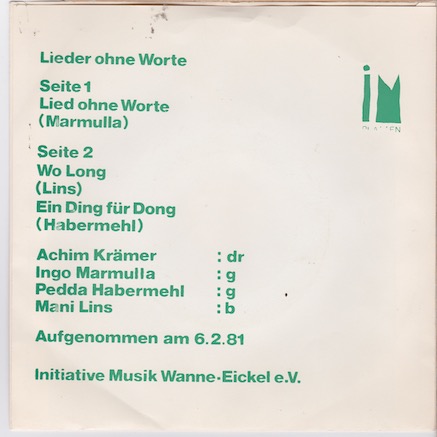 Lieder ohne Worte
Seite 1
Lied ohne Worte
(Marmulla)
iM
PLATTEN
Seite 2
Wo Long
(Lins)
Ein Ding für Dong
(Habermehl)
Achim Krämer : dr
Ingo Marmulla : g
Pedda Habermehl : g
Mani Lins : b
Aufgenommen am 6.2.81
Initiative Musik Wanne-Eickel e.V.